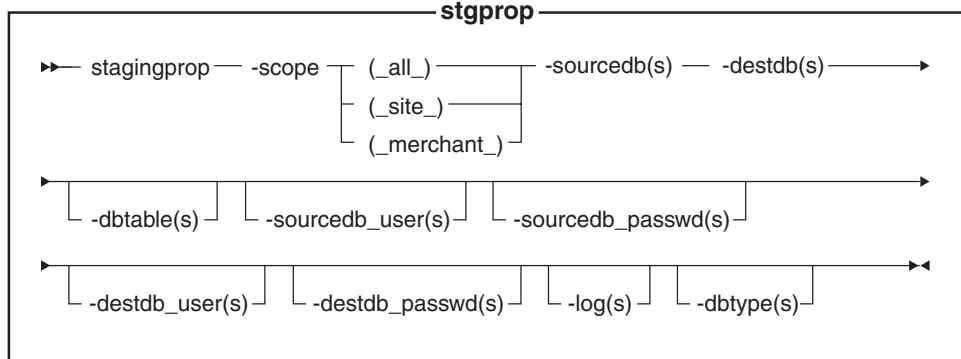 stgprop
stagingprop -scope (_all_) -sourcedb(s) -destdb(s)
(_site_)
(_merchant_)
-dbtable(s) -sourcedb_user(s) -sourcedb_passwd(s)
-destdb_user(s) -destdb_passwd(s) -log(s) -dbtype(s)